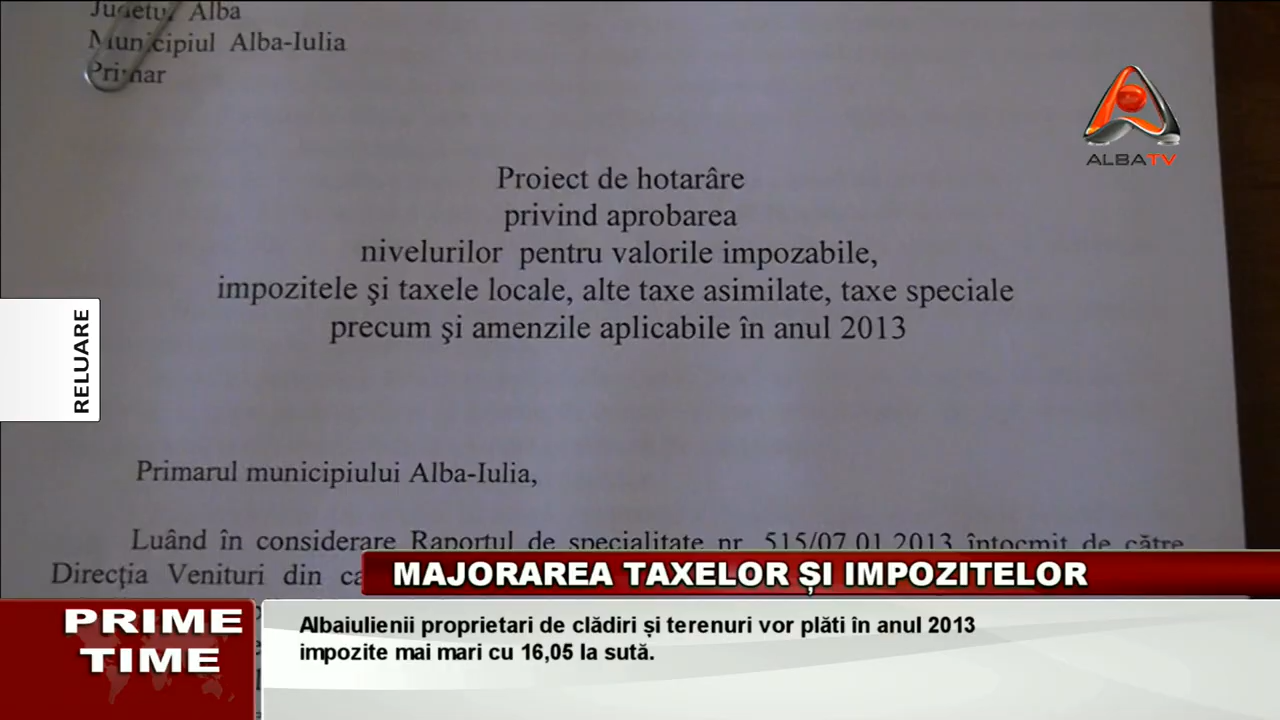 Județul Alba
Municipiul Alba-Iulia
Primar
ALBATV
Proiect de hotarâre
privind aprobarea
nivelurilor pentru valorile impozabile,
impozitele şi taxele locale, alte taxe asimilate, taxe speciale
precum şi amenzile aplicabile în anul 2013
RELUARE
Primarul municipiului Alba-Iulia,
Luând în considerare Raportul de specialitate nr. 515/07.01.2013 întocmit de către
Direcţia Venituri din
MAJORAREA TAXELOR ȘI IMPOZITELOR
PRIME
TIME
Albaiulienii proprietari de clădiri și terenuri vor plăti în anul 2013
impozite mai mari cu 16,05 la sută.